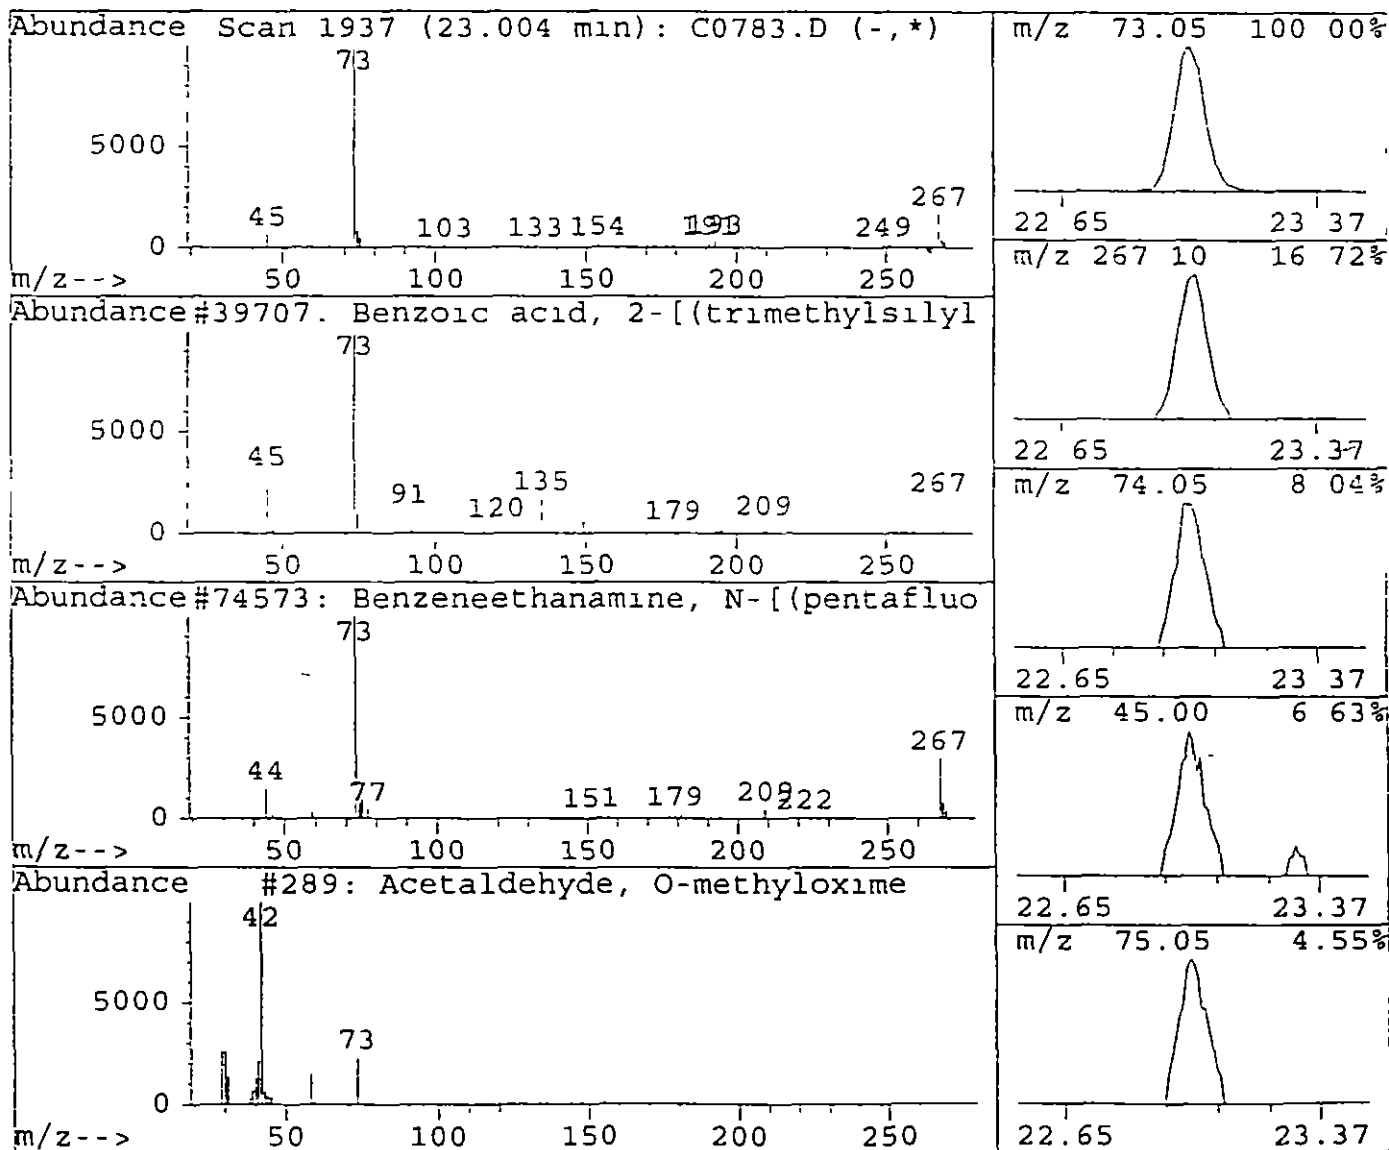 Abundance Scan 1937 (23.004 min): C0783.D (-,*)
73
5000
45 103 133 154 193 249 267
0
m/z--> 50 100 150 200 250
Abundance #39707. Benzoic acid, 2-[(trimethylsilyl
73
5000
45 91 120 135 179 209 267
0
m/z--> 50 100 150 200 250
Abundance #74573: Benzeneethanamine, N-[(pentafluo
73
5000
44 77 151 179 209 222 267
0
m/z--> 50 100 150 200 250
Abundance #289: Acetaldehyde, O-methyloxime
42
5000
73
0
m/z--> 50 100 150 200 250
m/z 73.05 100 00%
22 65 23 37
m/z 267 10 16 72%
22 65 23.37
m/z 74.05 8 04%
22.65 23 37
m/z 45.00 6 63%
22.65 23.37
m/z 75.05 4.55%
22.65 23.37